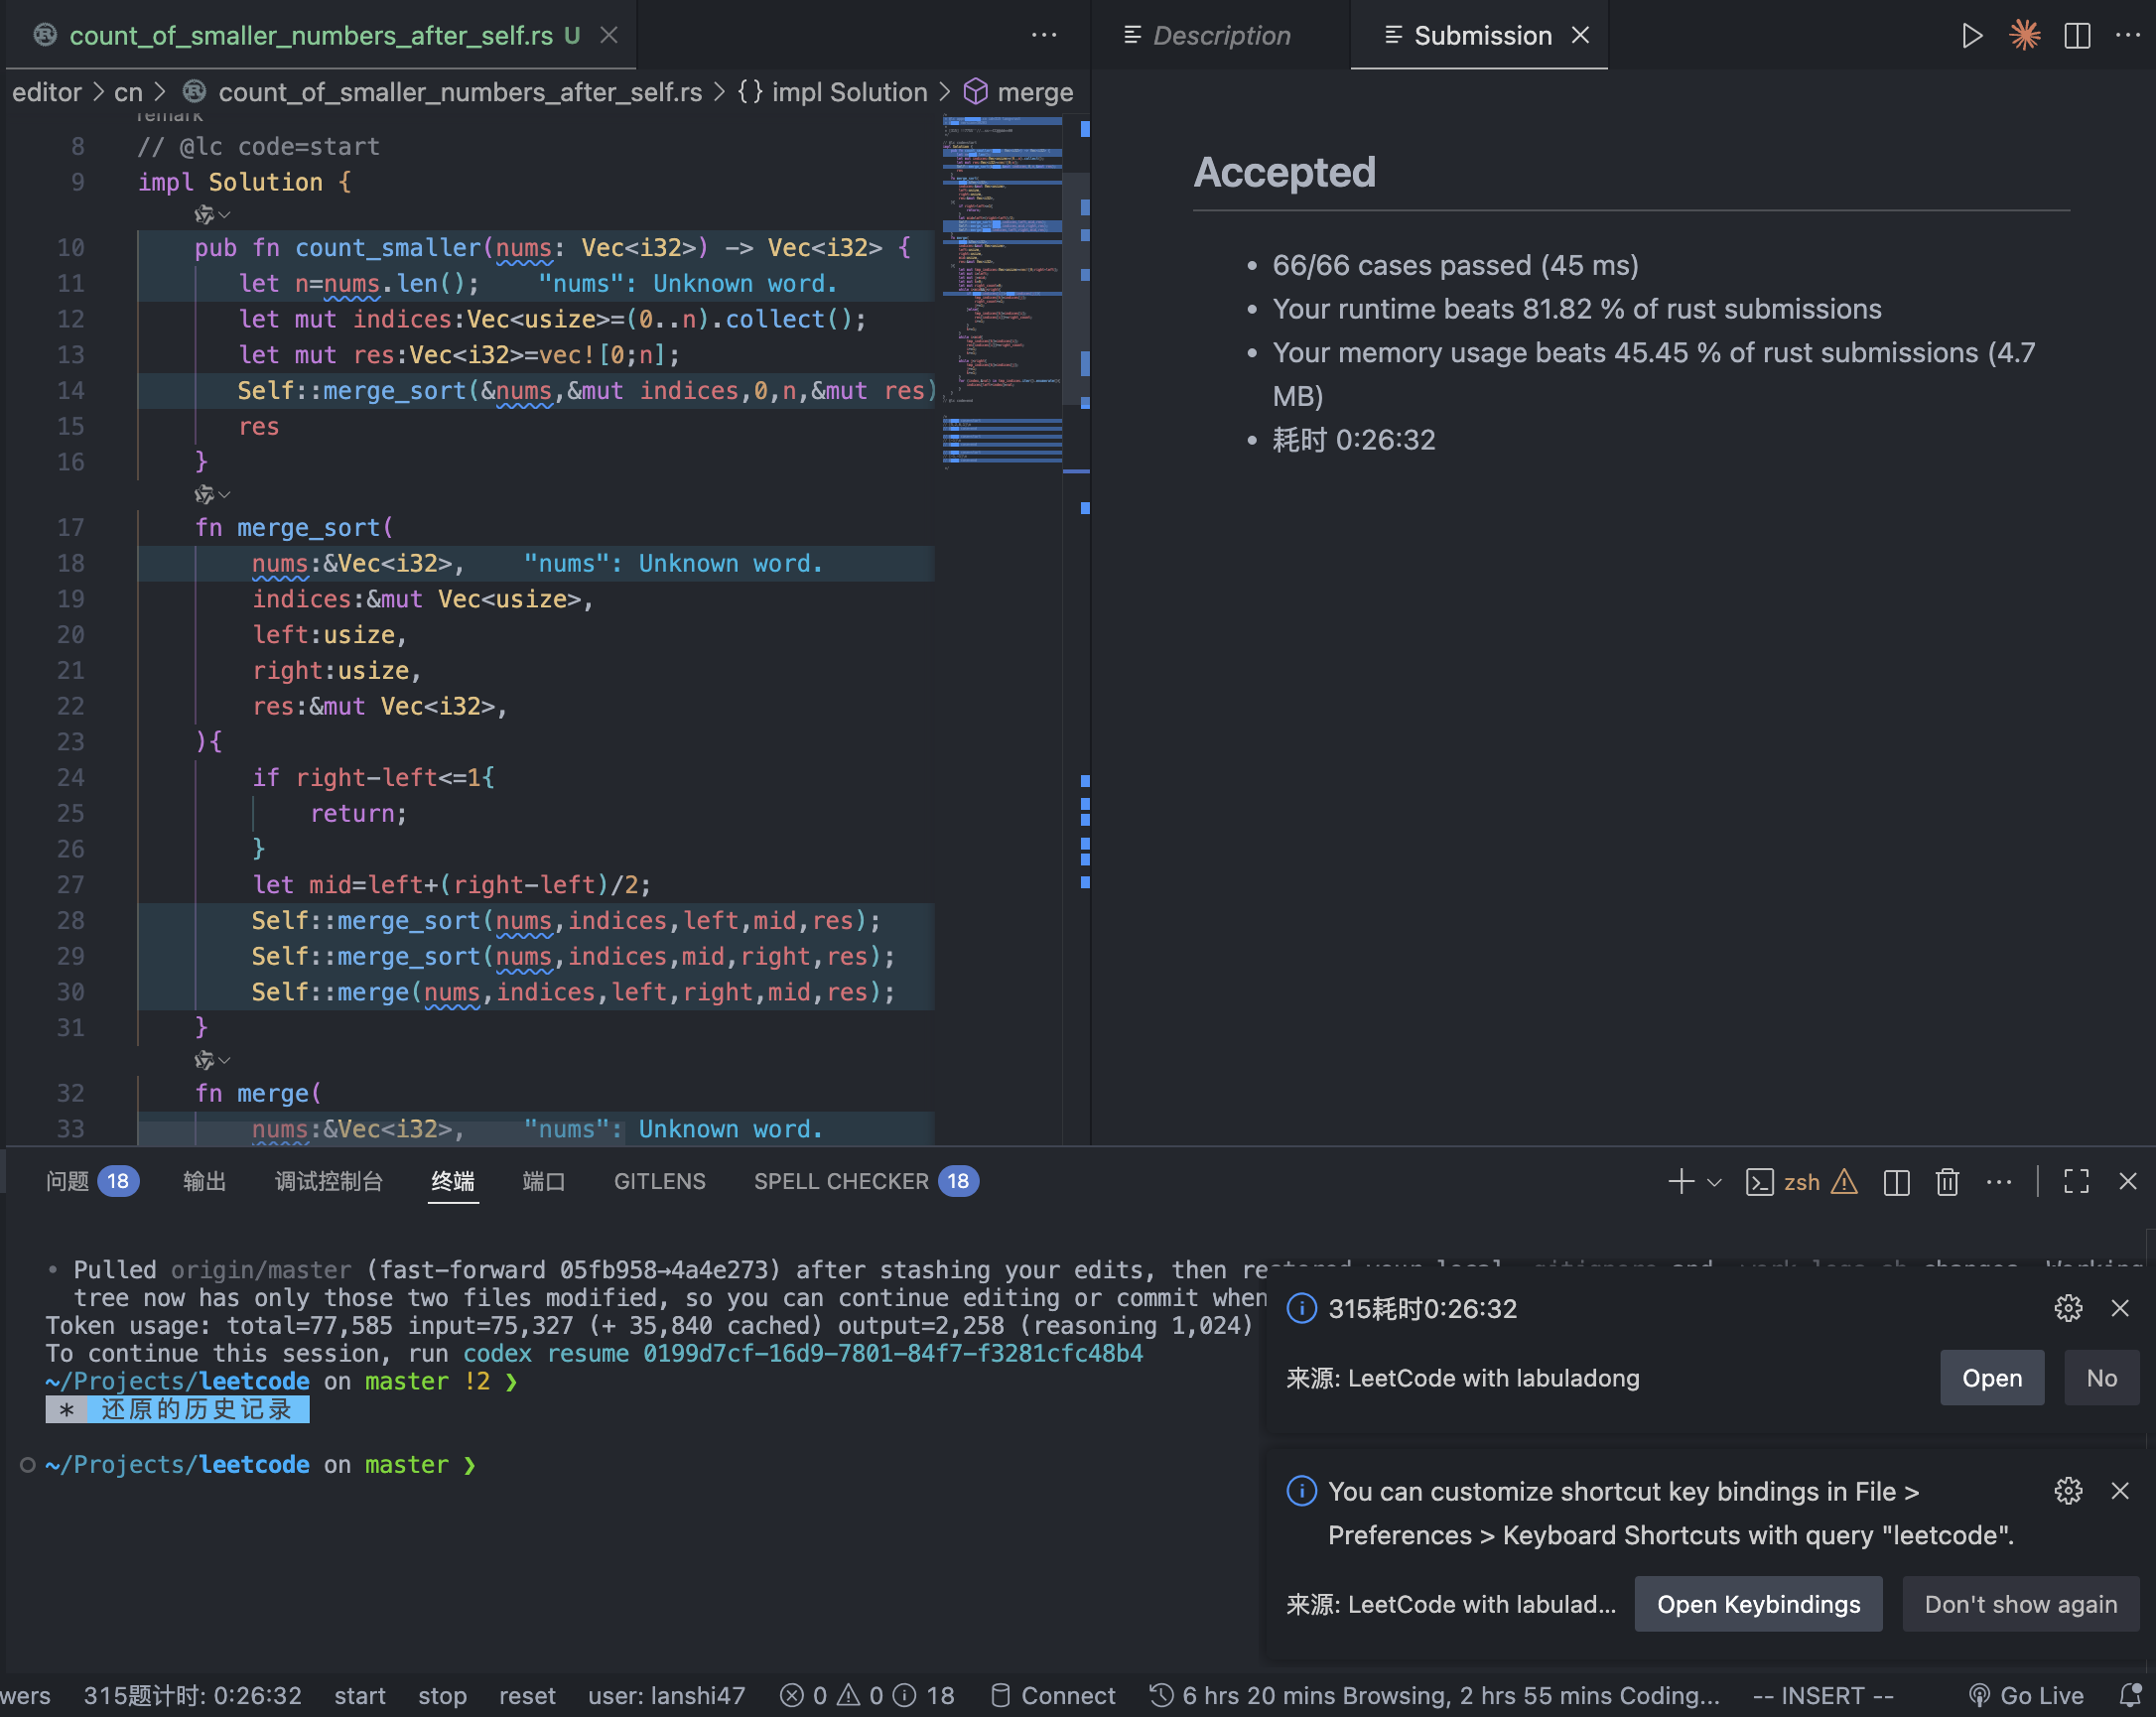 count_of_smaller_numbers_after_self.rs U
Description
Submission
editor > cn > count_of_smaller_numbers_after_self.rs > {} impl Solution > merge
remark
8 // @lc code=start
9 impl Solution {
10 pub fn count_smaller(nums: Vec<i32>) -> Vec<i32> {
11 let n=nums.len(); "nums": Unknown word.
12 let mut indices:Vec<usize>=(0..n).collect();
13 let mut res:Vec<i32>=vec![0;n];
14 Self::merge_sort(&nums,&mut indices,0,n,&mut res)
15 res
16 }
17 fn merge_sort(
18 nums:&Vec<i32>, "nums": Unknown word.
19 indices:&mut Vec<usize>,
20 left:usize,
21 right:usize,
22 res:&mut Vec<i32>,
23 ){
24 if right-left<=1{
25 return;
26 }
27 let mid=left+(right-left)/2;
28 Self::merge_sort(nums,indices,left,mid,res);
29 Self::merge_sort(nums,indices,mid,right,res);
30 Self::merge(nums,indices,left,right,mid,res);
31 }
32 fn merge(
33 nums:&Vec<i32>, "nums": Unknown word.
Accepted
• 66/66 cases passed (45 ms)
• Your runtime beats 81.82 % of rust submissions
• Your memory usage beats 45.45 % of rust submissions (4.7
MB)
• 耗时 0:26:32
问题 18 输出 调试控制台 终端 端口 GITLENS SPELL CHECKER 18
zsh
• Pulled origin/master (fast-forward 05fb958→4a4e273) after stashing your edits, then restored your local .gitignore and work logs sh changes. Working
tree now has only those two files modified, so you can continue editing or commit when
Token usage: total=77,585 input=75,327 (+ 35,840 cached) output=2,258 (reasoning 1,024)
To continue this session, run codex resume 0199d7cf-16d9-7801-84f7-f3281cfc48b4
~/Projects/leetcode on master !2 ❯
* 还原的历史记录
~/Projects/leetcode on master ❯
315耗时0:26:32
来源: LeetCode with labuladong
Open
No
You can customize shortcut key bindings in File >
Preferences > Keyboard Shortcuts with query "leetcode".
来源: LeetCode with labulad...
Open Keybindings
Don't show again
wers 315题计时: 0:26:32 start stop reset user: lanshi47 0 0 18 Connect 6 hrs 20 mins Browsing, 2 hrs 55 mins Coding... -- INSERT -- Go Live